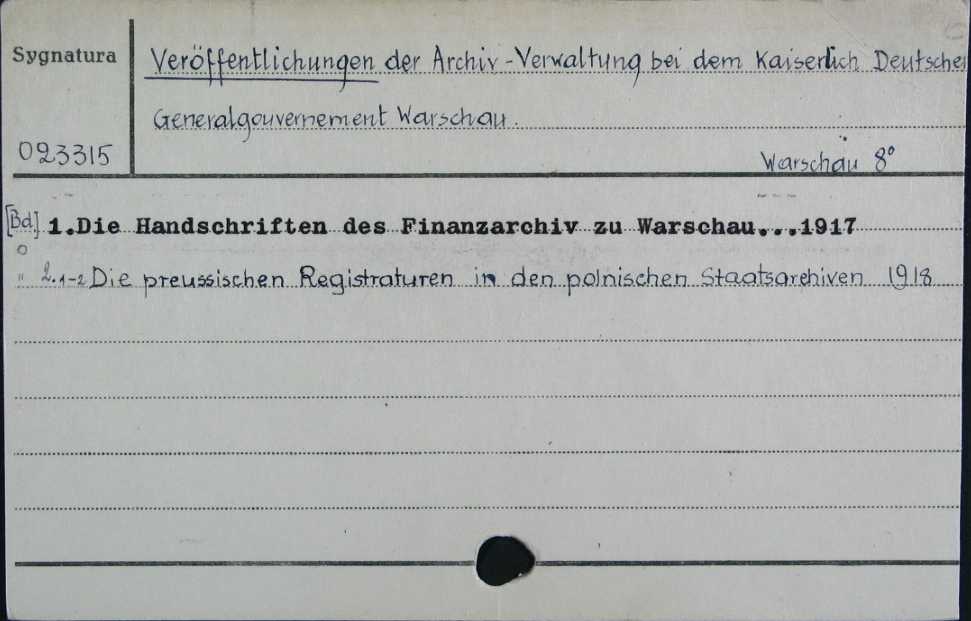 Sygnatura
Veröffentlichungen der Archiv-Verwaltung bei dem Kaiserlich Deutschen
Generalgouvernement Warschau.
023315
Warschau 8°
[Bd.] 1.Die Handschriften des Finanzarchiv zu Warschau...1917
" 2.1-2 Die preussischen Registraturen in den polnischen Staatsarchiven 1918